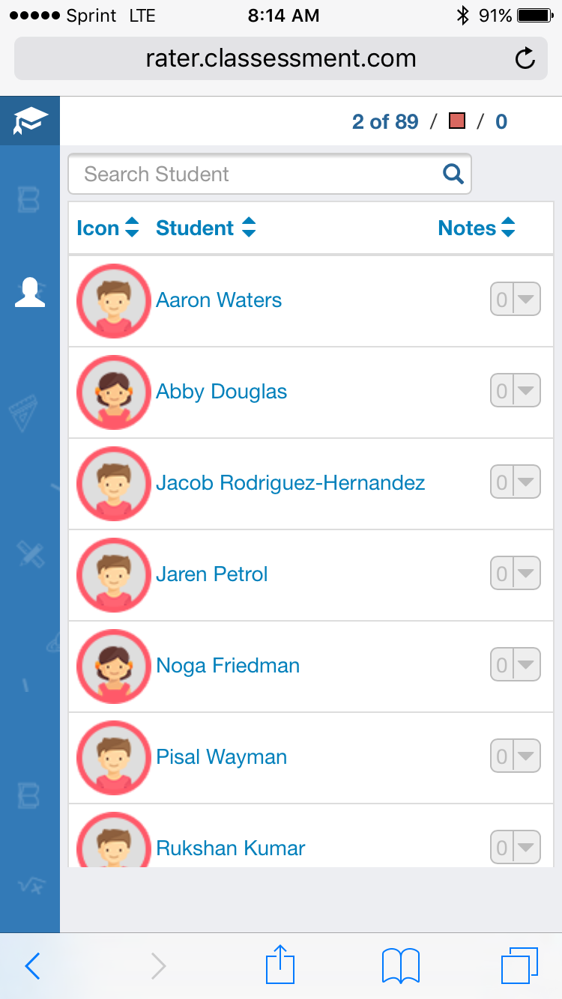 Sprint LTE 8:14 AM 91%
rater.classessment.com
2 of 89 / / 0
Search Student
Icon Student Notes
Aaron Waters 0
Abby Douglas 0
Jacob Rodriguez-Hernandez 0
Jaren Petrol 0
Noga Friedman 0
Pisal Wayman 0
Rukshan Kumar 0